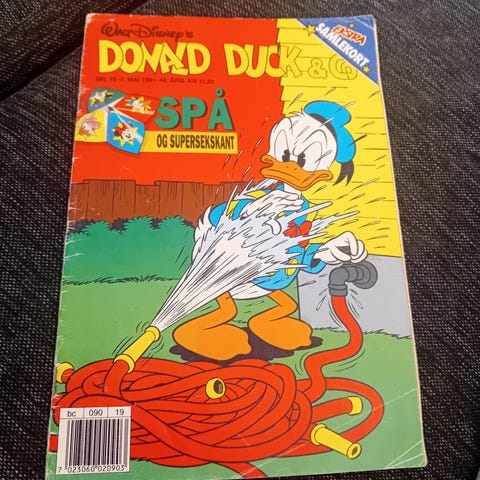 Walt Disney's
DONALD DUCK & Co
NR. 19 - 7. MAI 1991 - 44. ÅRG. KR 11,20
EKSTRA
SAMLEKORT
SPÅ
OG SUPERSEKSKANT
bc 090 19
7 023060 020903